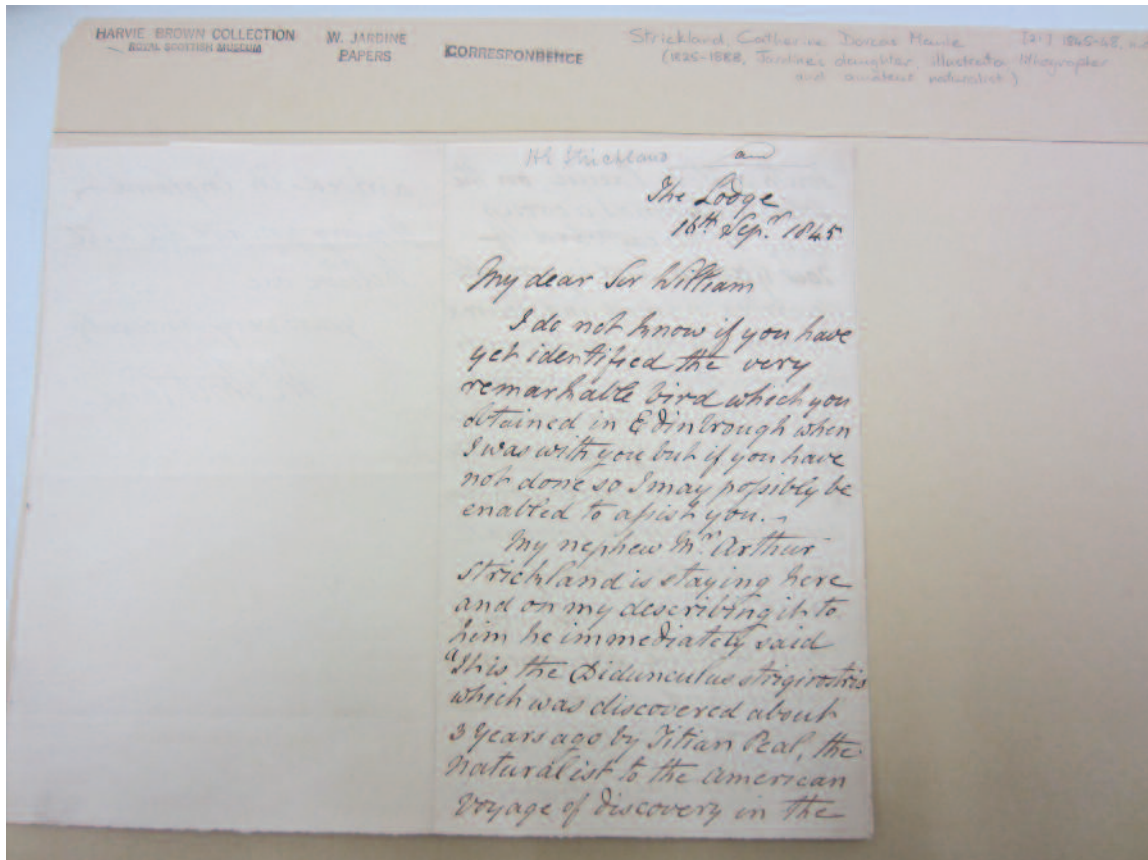 HARVIE BROWN COLLECTION
ROYAL SCOTTISH MUSEUM
W. JARDINE
PAPERS
CORRESPONDENCE
Strickland, Catherine Dorcas Maule [21] 1845-48,
(1825-1888, Jardine's daughter, illustrator, lithographer
and amateur naturalist)
H E Strickland
The Lodge
16th Sepr. 1845
My dear Sir William
I do not know if you have
yet identified the very
remarkable bird which you
obtained in Edinbrough when
I was with you but if you have
not done so I may possibly be
enabled to assist you. -
My nephew Mr. Arthur
Strickland is staying here
and on my describing it to
him he immediately said
"It is the Didunculus strigirostris
which was discovered about
3 years ago by Titian Peal, the
naturalist to the American
voyage of discovery in the